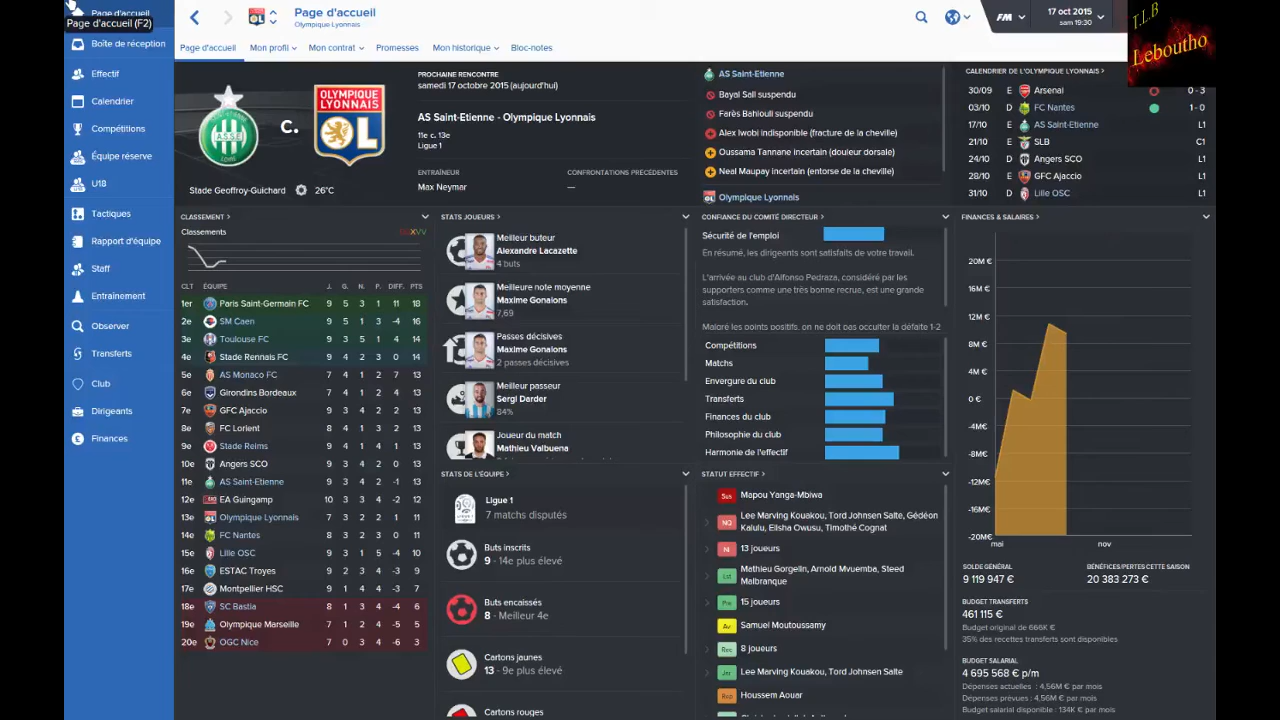 Page d'accueil
Page d'accueil (F2)
Boîte de réception
Effectif
Calendrier
Compétitions
Équipe réserve
U18
Tactiques
Rapport d'équipe
Staff
Entraînement
Observer
Transferts
Club
Dirigeants
Finances
Page d'accueil
Olympique Lyonnais
FM
17 oct 2015
sam 19:30
T.L.B
Leboutho
Page d'accueil
Mon profil
Mon contrat
Promesses
Mon historique
Bloc-notes
C.
OLYMPIQUE
LYONNAIS
OL
Stade Geoffroy-Guichard
26°C
PROCHAINE RENCONTRE
samedi 17 octobre 2015 (aujourd'hui)
AS Saint-Etienne - Olympique Lyonnais
11e c. 13e
Ligue 1
ENTRAÎNEUR
CONFRONTATIONS PRÉCÉDENTES
Max Neymar
—
AS Saint-Etienne
Bayal Sall suspendu
Farès Bahlouli suspendu
Alex Iwobi indisponible (fracture de la cheville)
Oussama Tannane incertain (douleur dorsale)
Neal Maupay incertain (entorse de la cheville)
Olympique Lyonnais
CALENDRIER DE L'OLYMPIQUE LYONNAIS >
30/09 E Arsenal 0 - 3
03/10 D FC Nantes 1 - 0
17/10 E AS Saint-Etienne L1
21/10 E SLB C1
24/10 D Angers SCO L1
28/10 E GFC Ajaccio L1
31/10 D Lille OSC L1
CLASSEMENT >
Classements
CLT ÉQUIPE J. G. N. P. DIFF. PTS
1er Paris Saint-Germain FC 9 5 3 1 11 18
2e SM Caen 9 5 1 3 -4 16
3e Toulouse FC 9 3 5 1 4 14
4e Stade Rennais FC 9 4 2 3 0 14
5e AS Monaco FC 7 4 1 2 7 13
6e Girondins Bordeaux 7 4 1 2 4 13
7e GFC Ajaccio 9 3 4 2 2 13
8e FC Lorient 8 4 1 3 2 13
9e Stade Reims 9 4 1 4 1 13
10e Angers SCO 9 3 4 2 0 13
11e AS Saint-Etienne 9 3 4 2 -1 13
12e EA Guingamp 10 3 3 4 -2 12
13e Olympique Lyonnais 7 3 2 2 1 11
14e FC Nantes 8 3 2 3 0 11
15e Lille OSC 9 3 1 5 -4 10
16e ESTAC Troyes 9 2 3 4 -3 9
17e Montpellier HSC 9 1 4 4 -3 7
18e SC Bastia 8 1 3 4 -4 6
19e Olympique Marseille 7 1 2 4 -5 5
20e OGC Nice 7 0 3 4 -6 3
STATS JOUEURS >
Meilleur buteur
Alexandre Lacazette
4 buts
Meilleure note moyenne
Maxime Gonalons
7,69
Passes décisives
Maxime Gonalons
2 passes décisives
Meilleur passeur
Sergi Darder
84%
Joueur du match
Mathieu Valbuena
STATS DE L'ÉQUIPE >
Ligue 1
7 matchs disputés
Buts inscrits
9 - 14e plus élevé
Buts encaissés
8 - Meilleur 4e
Cartons jaunes
13 - 9e plus élevé
Cartons rouges
CONFIANCE DU COMITÉ DIRECTEUR >
Sécurité de l'emploi
En résumé, les dirigeants sont satisfaits de votre travail.
L'arrivée au club d'Alfonso Pedraza, considéré par les
supporters comme une très bonne recrue, est une grande
satisfaction.
Malgré les points positifs, on ne doit pas occulter la défaite 1-2
Compétitions
Matchs
Envergure du club
Transferts
Finances du club
Philosophie du club
Harmonie de l'effectif
STATUT EFFECTIF >
Sus Mapou Yanga-Mbiwa
NQ Lee Marving Kouakou, Tord Johnsen Salte, Gédéon
Kalulu, Elisha Owusu, Timothé Cognat
NI 13 joueurs
Lst Mathieu Gorgelin, Arnold Mvuemba, Steed
Malbranque
Pre 15 joueurs
Av Samuel Moutoussamy
Res 8 joueurs
Jnr Lee Marving Kouakou, Tord Johnsen Salte
Rep Houssem Aouar
FINANCES & SALAIRES >
20M €
16M €
12M €
8M €
4M €
0 €
-4M€
-8M€
-12M€
-16M€
-20M€
mai nov
SOLDE GÉNÉRAL
9 119 947 €
BÉNÉFICES/PERTES CETTE SAISON
20 383 273 €
BUDGET TRANSFERTS
461 115 €
Budget original de 666K €
35% des recettes transferts sont disponibles
BUDGET SALARIAL
4 695 568 € p/m
Dépenses actuelles : 4,56M € par mois
Dépenses prévues : 4,56M € par mois
Budget salarial disponible : 134K € par mois